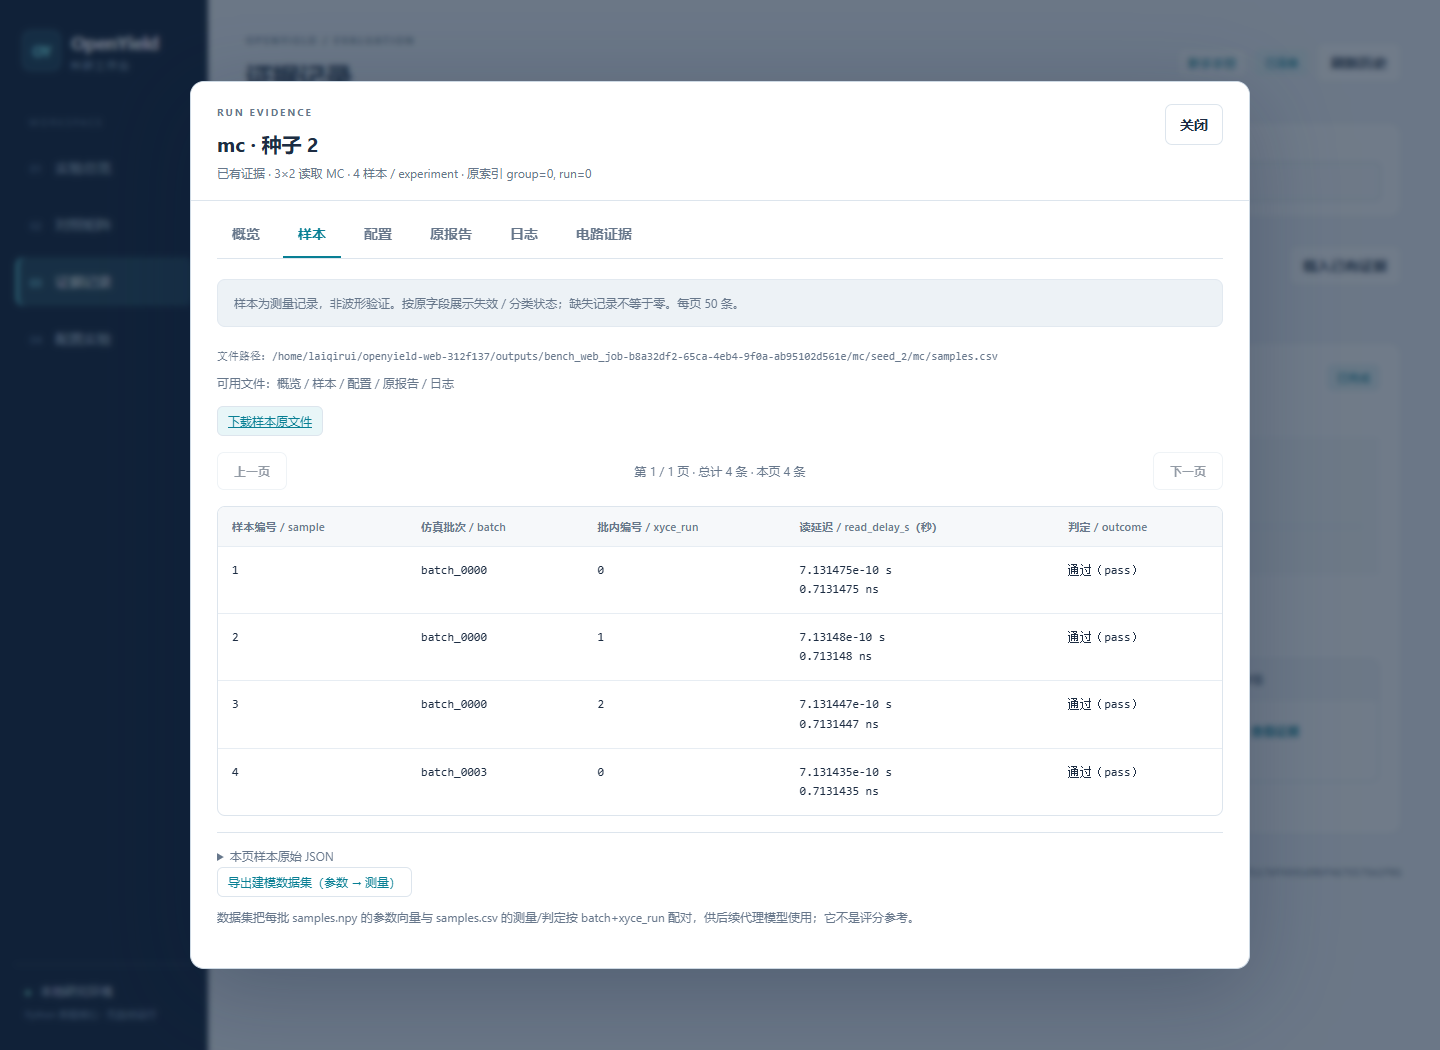 OpenYield
RUN EVIDENCE
mc · 种子 2
已有证据 · 3×2 读取 MC · 4 样本 / experiment · 原索引 group=0, run=0
关闭
概览 样本 配置 原报告 日志 电路证据
样本为测量记录，非波形验证。按原字段展示失效 / 分类状态；缺失记录不等于零。每页 50 条。
文件路径：/home/laiqirui/openyield-web-312f137/outputs/bench_web_job-b8a32df2-65ca-4eb4-9f0a-ab95102d561e/mc/seed_2/mc/samples.csv
可用文件：概览 / 样本 / 配置 / 原报告 / 日志
下载样本原文件
上一页 第 1 / 1 页 · 总计 4 条 · 本页 4 条 下一页
样本编号 / sample 仿真批次 / batch 批内编号 / xyce_run 读延迟 / read_delay_s（秒） 判定 / outcome
1 batch_0000 0 7.131475e-10 s 通过（pass）
0.7131475 ns
2 batch_0000 1 7.13148e-10 s 通过（pass）
0.713148 ns
3 batch_0000 2 7.131447e-10 s 通过（pass）
0.7131447 ns
4 batch_0003 0 7.131435e-10 s 通过（pass）
0.7131435 ns
本页样本原始 JSON
导出建模数据集（参数 → 测量）
数据集把每批 samples.npy 的参数向量与 samples.csv 的测量/判定按 batch+xyce_run 配对，供后续代理模型使用；它不是评分参考。